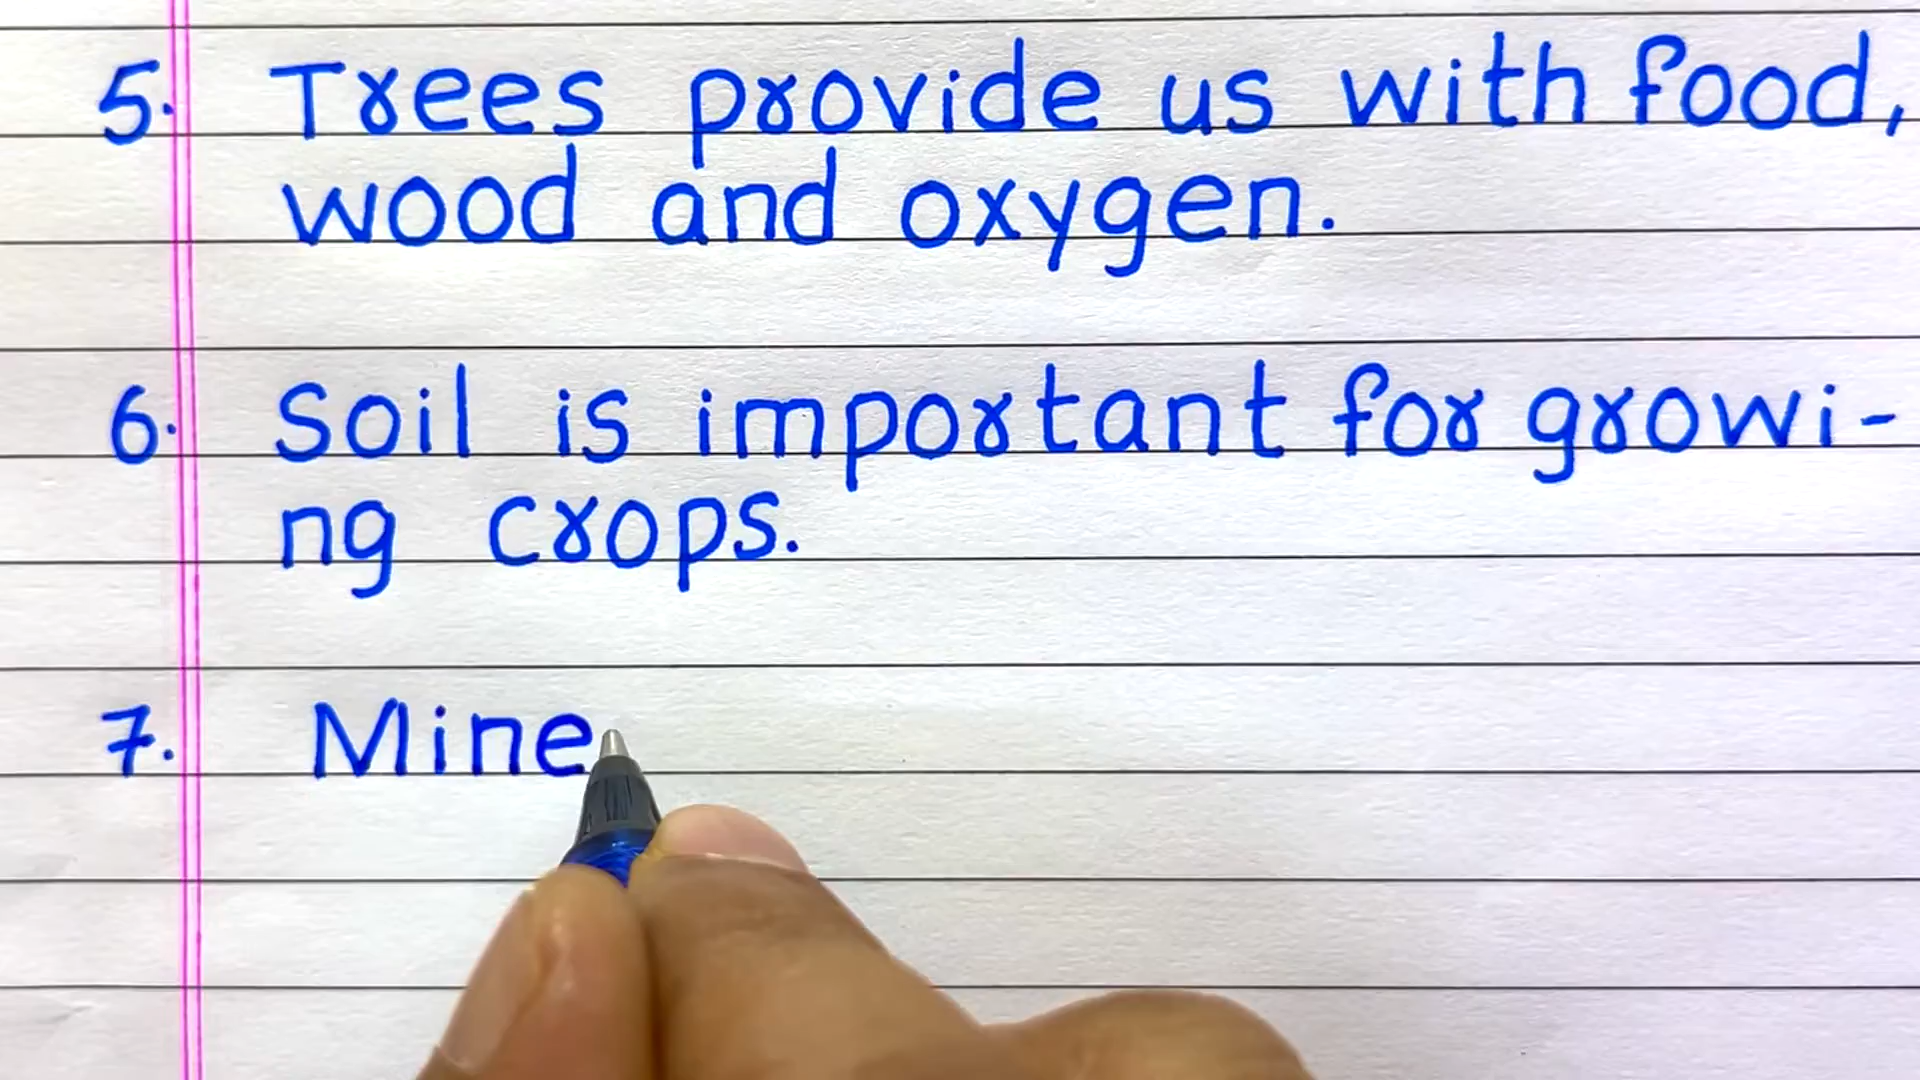 5. Trees provide us with food,
wood and oxygen.
6. Soil is important for growi-
ng crops.
7. Mine